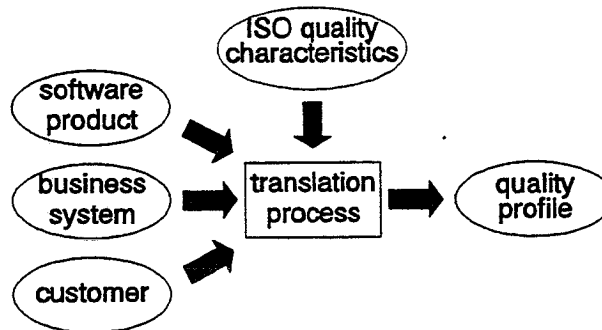 ISO quality
characteristics
software
product
business
system
customer
translation
process
quality
profile